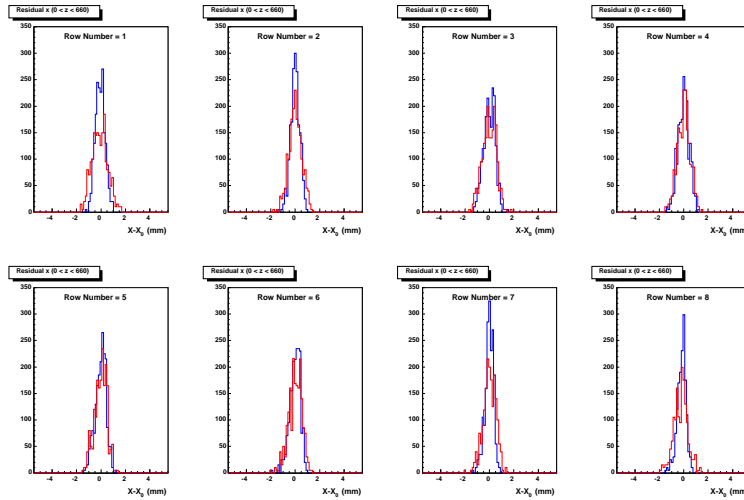 Residual x (0 < z < 660)
Residual x (0 < z < 660)
Residual x (0 < z < 660)
Residual x (0 < z < 660)
350
Row Number = 1
350
Row Number = 2
350
Row Number = 3
350
Row Number = 4
300
300
300
300
250
250
250
250
200
200
200
200
150
150
150
150
100
100
100
100
50
50
50
50
0
0
0
0
-4 -2 0 2 4
-4 -2 0 2 4
-4 -2 0 2 4
-4 -2 0 2 4
X-X0 (mm)
X-X0 (mm)
X-X0 (mm)
X-X0 (mm)
Residual x (0 < z < 660)
Residual x (0 < z < 660)
Residual x (0 < z < 660)
Residual x (0 < z < 660)
350
Row Number = 5
350
Row Number = 6
350
Row Number = 7
350
Row Number = 8
300
300
300
300
250
250
250
250
200
200
200
200
150
150
150
150
100
100
100
100
50
50
50
50
0
0
0
0
-4 -2 0 2 4
-4 -2 0 2 4
-4 -2 0 2 4
-4 -2 0 2 4
X-X0 (mm)
X-X0 (mm)
X-X0 (mm)
X-X0 (mm)